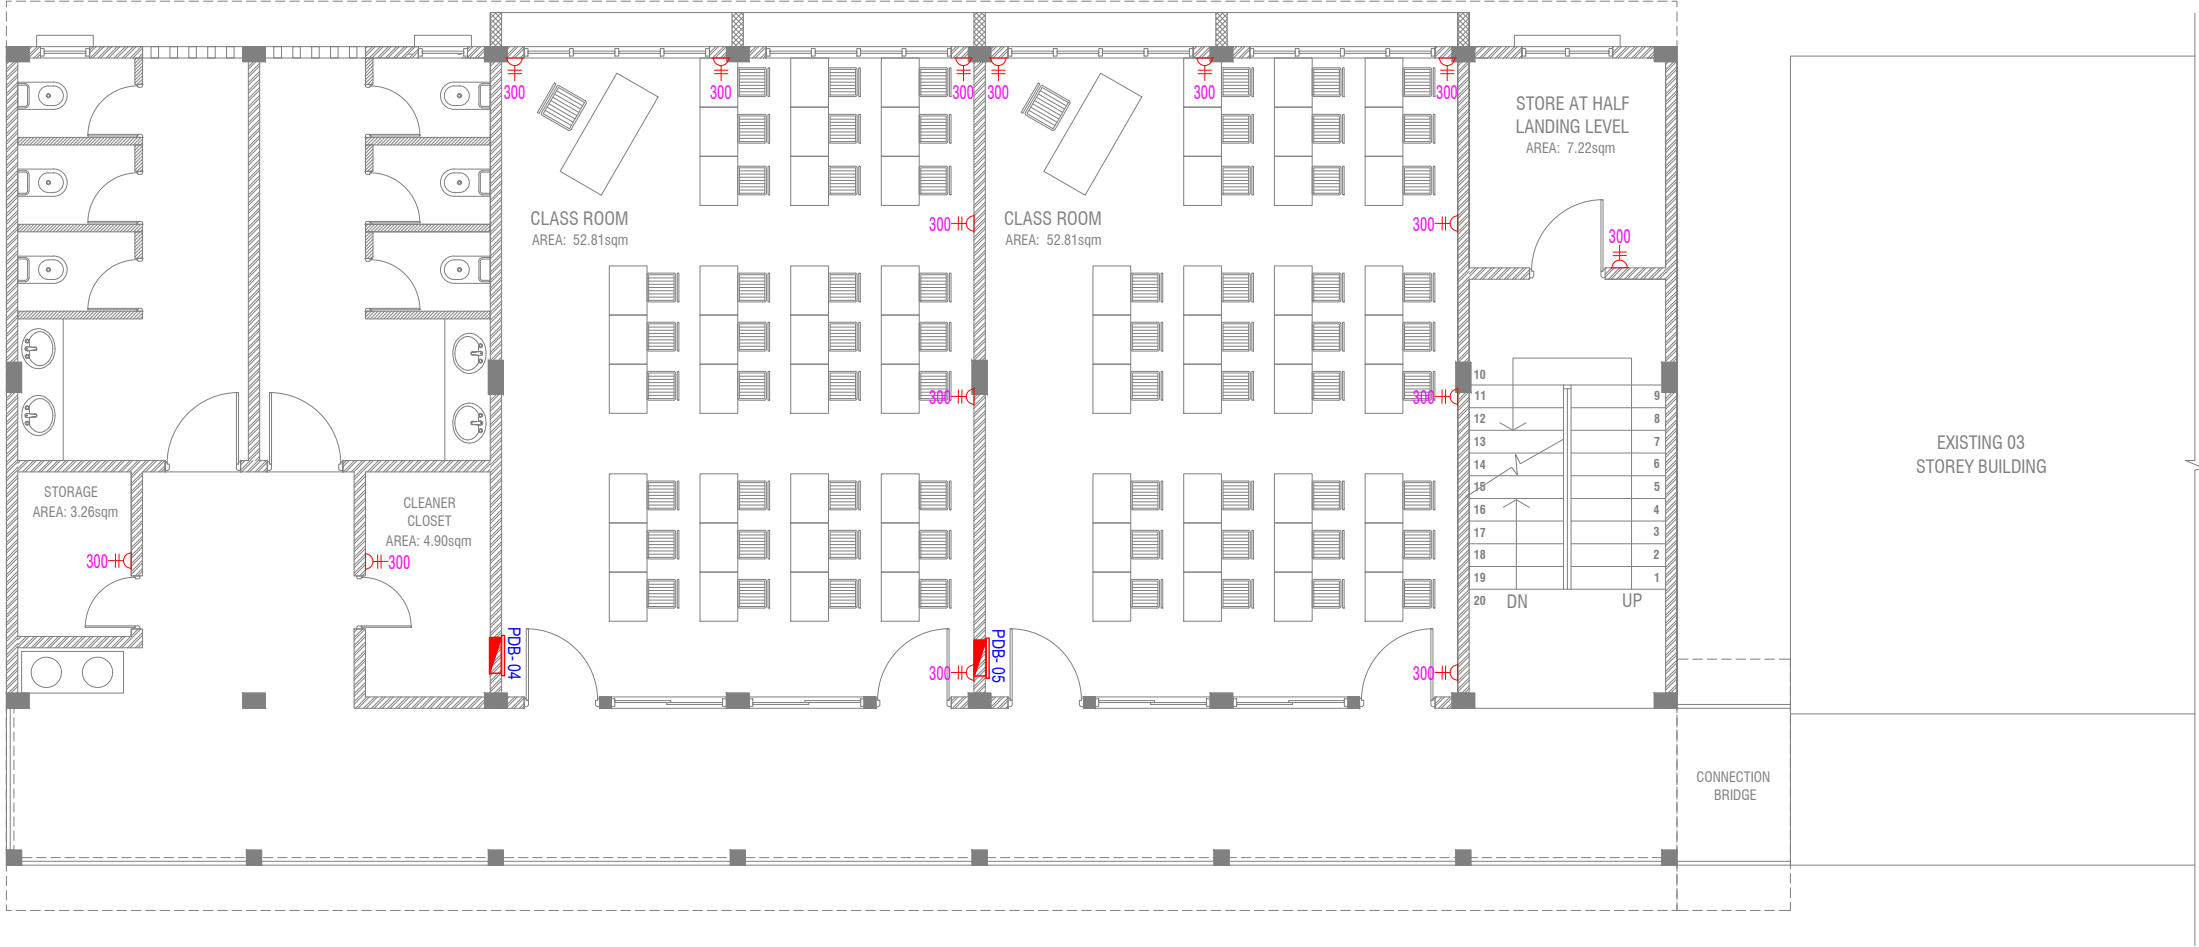 300
300
300
300
300
300
STORE AT HALF
LANDING LEVEL
AREA: 7.22sqm
CLASS ROOM
AREA: 52.81sqm
300
CLASS ROOM
AREA: 52.81sqm
300
300
300
300
10
11
12
13
14
15
16
17
18
19
20
9
8
7
6
5
4
3
2
1
DN
UP
EXISTING 03
STOREY BUILDING
STORAGE
AREA: 3.26sqm
300
CLEANER
CLOSET
AREA: 4.90sqm
300
PDB-04
300
PDB-05
300
CONNECTION
BRIDGE